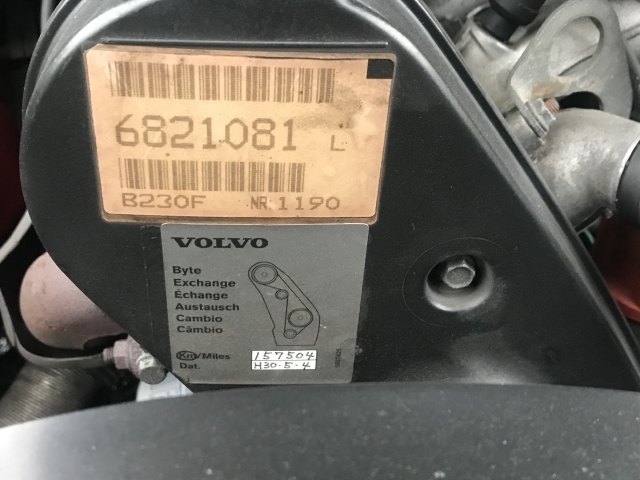 6821081 L
B230F NR.1190
VOLVO
Byte
Exchange
Échange
Austausch
Cambio
Câmbio
Km/Miles 157504
Dat. H30.5.4